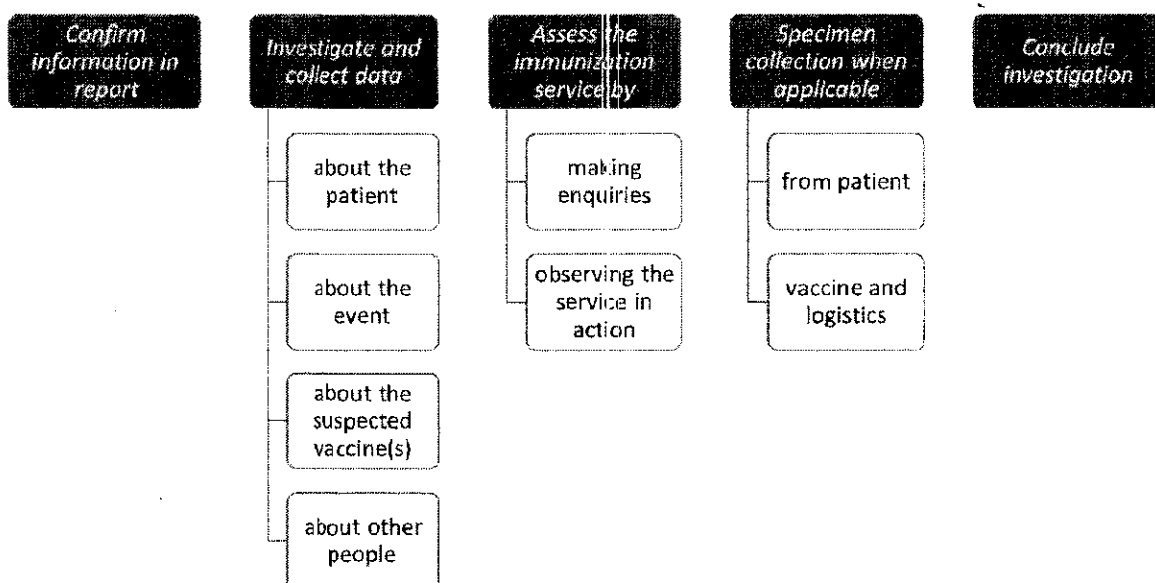 Confirm
information in
report
Investigate and
collect data
about the
patient
about the
event
about the
suspected
vaccine(s)
about other
people
Assess the
immunization
service by
making
enquiries
observing the
service in
action
Specimen
collection when
applicable
from patient
vaccine and
logistics
Conclude
investigation